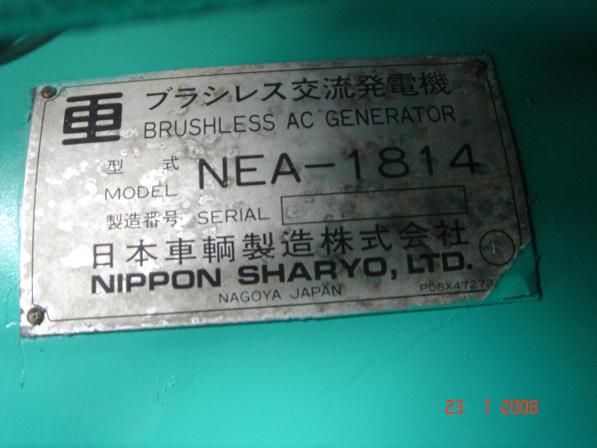 車 ブラシレス交流発電機
BRUSHLESS AC GENERATOR
型式
MODEL NEA-1814
製造番号 SERIAL
日本車輌製造株式会社
NIPPON SHARYO, LTD.
NAGOYA JAPAN
23 1 2008